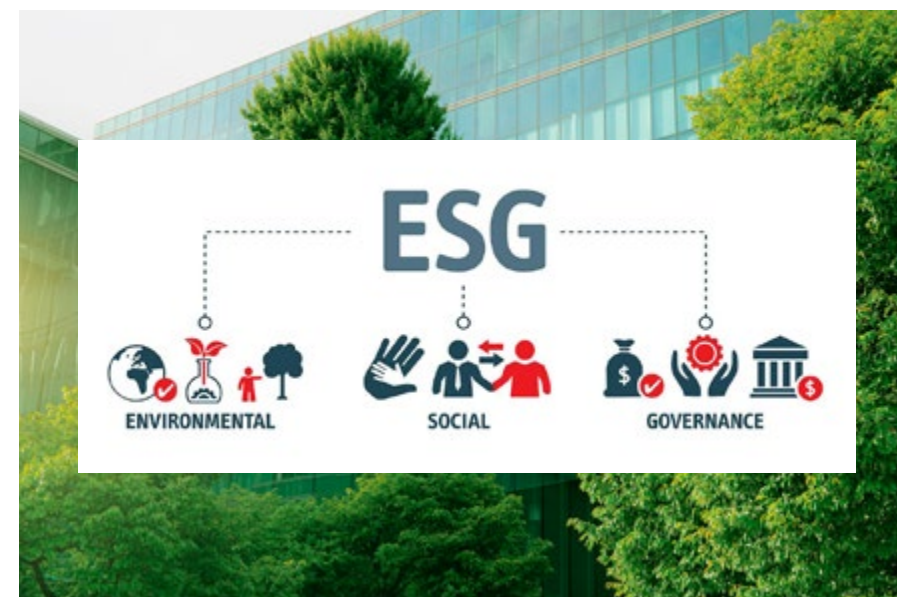 ESG
ENVIRONMENTAL
SOCIAL
GOVERNANCE
$
$